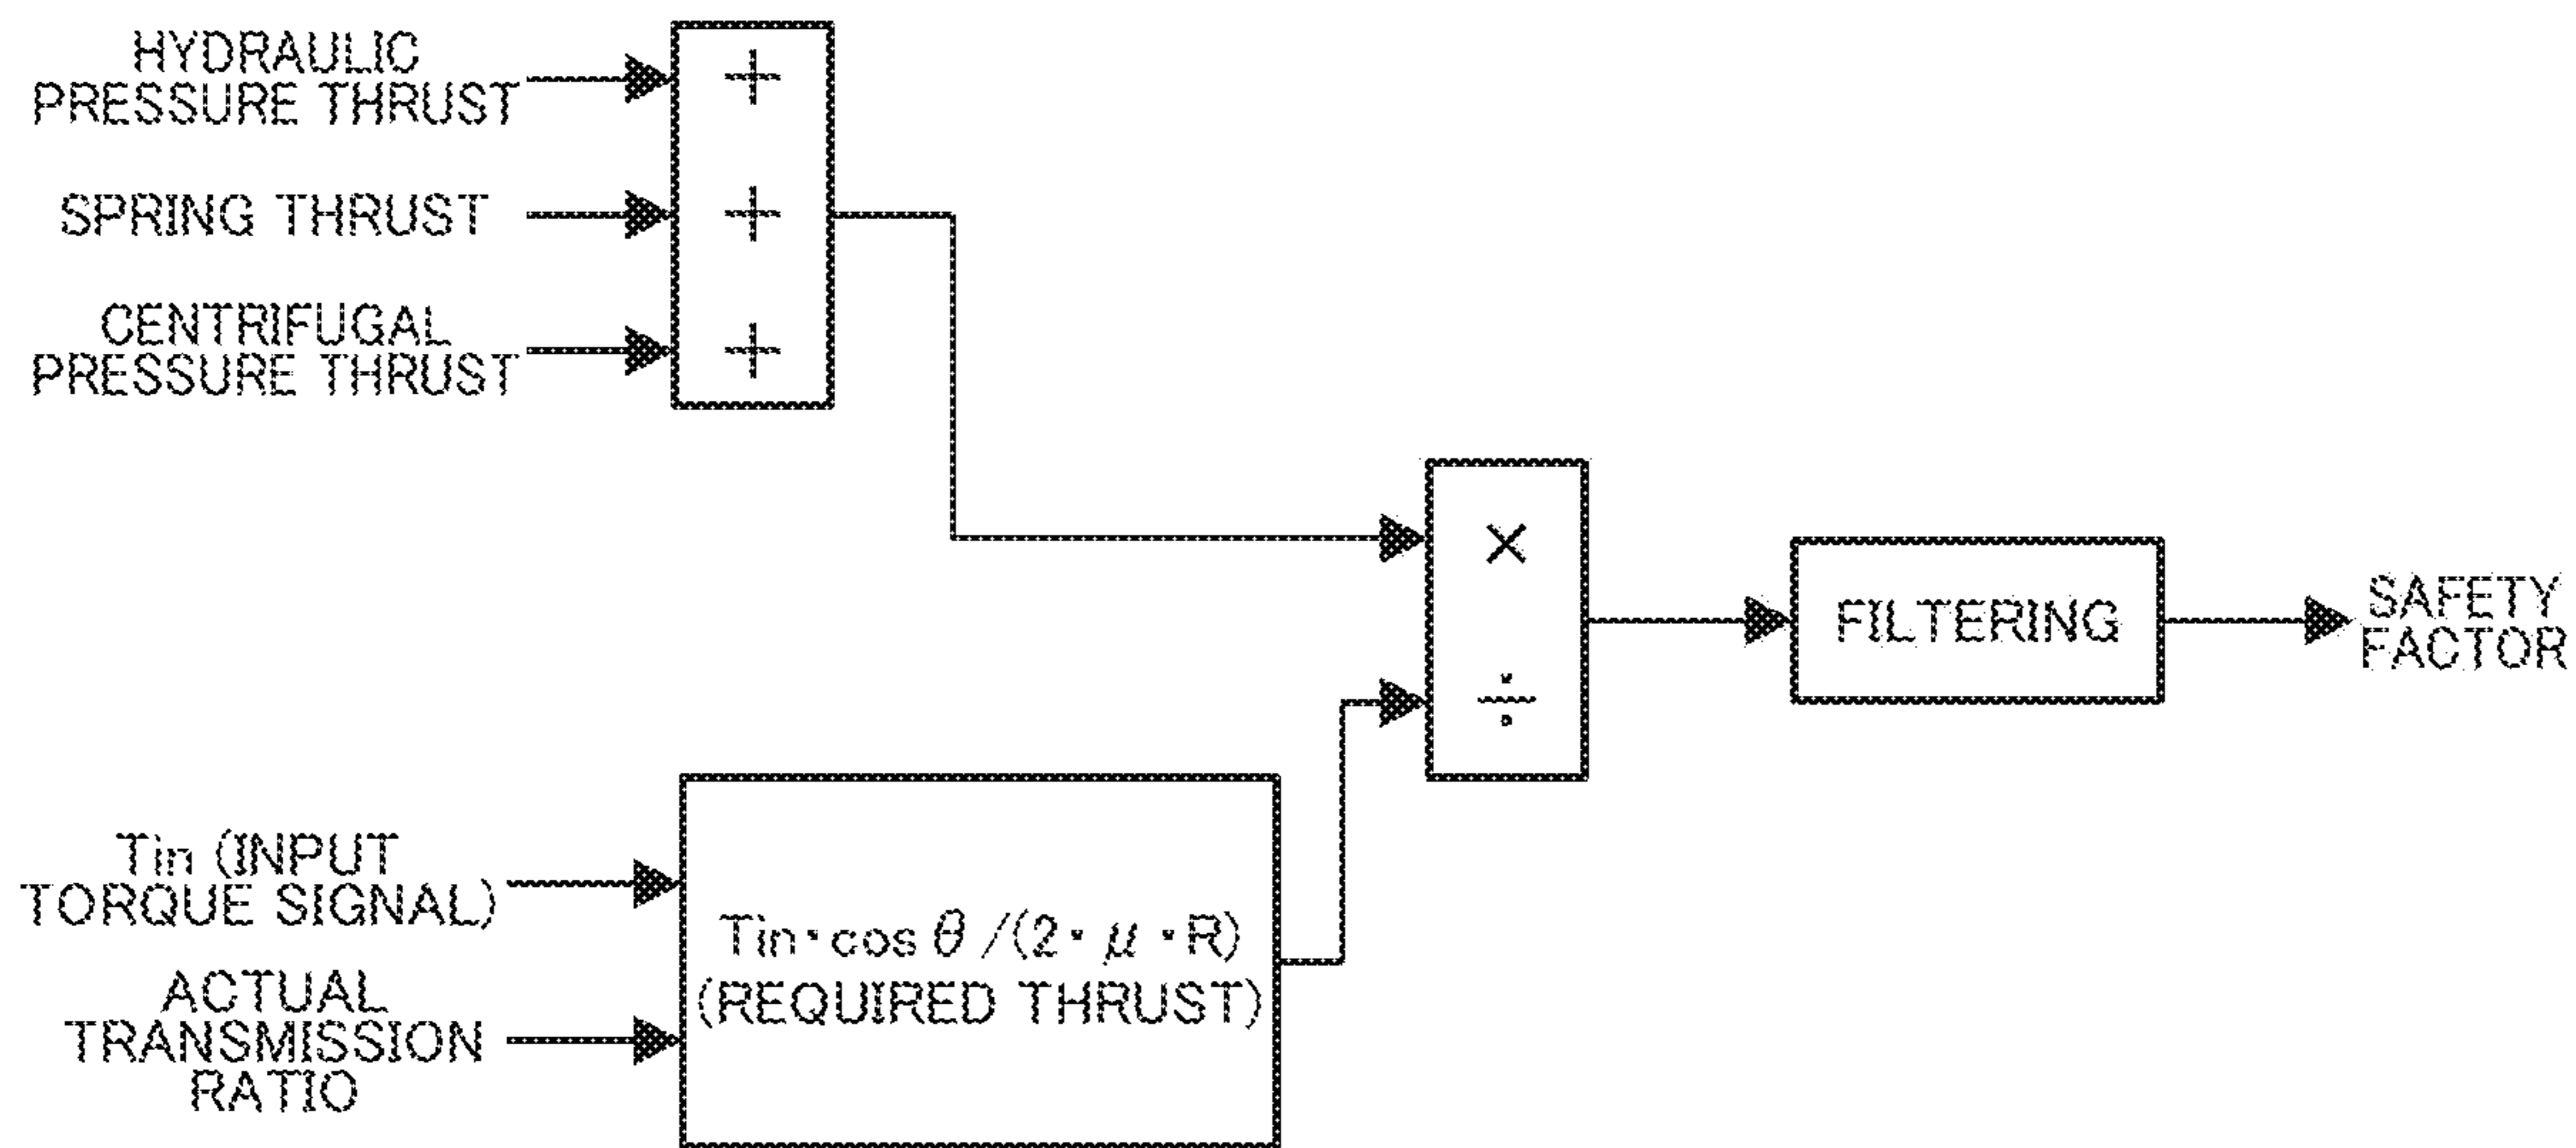 HYDRAULIC
PRESSURE THRUST
+
SPRING THRUST
+
CENTRIFUGAL
PRESSURE THRUST
+
×
÷
FILTERING
SAFETY
FACTOR
Tin (INPUT
TORQUE SIGNAL)
ACTUAL
TRANSMISSION
RATIO
Tin・cos θ /(2・μ・R)
(REQUIRED THRUST)